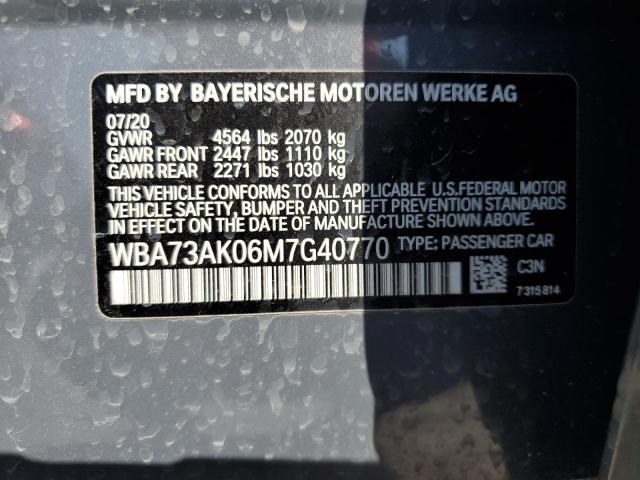 MFD BY BAYERISCHE MOTOREN WERKE AG
07/20
GVWR 4564 lbs 2070 kg
GAWR FRONT 2447 lbs 1110 kg
GAWR REAR 2271 lbs 1030 kg
THIS VEHICLE CONFORMS TO ALL APPLICABLE U.S.FEDERAL MOTOR
VEHICLE SAFETY, BUMPER AND THEFT PREVENTION STANDARDS
IN EFFECT ON THE DATE OF MANUFACTURE SHOWN ABOVE.
WBA73AK06M7G40770 TYPE: PASSENGER CAR
C3N
7315814